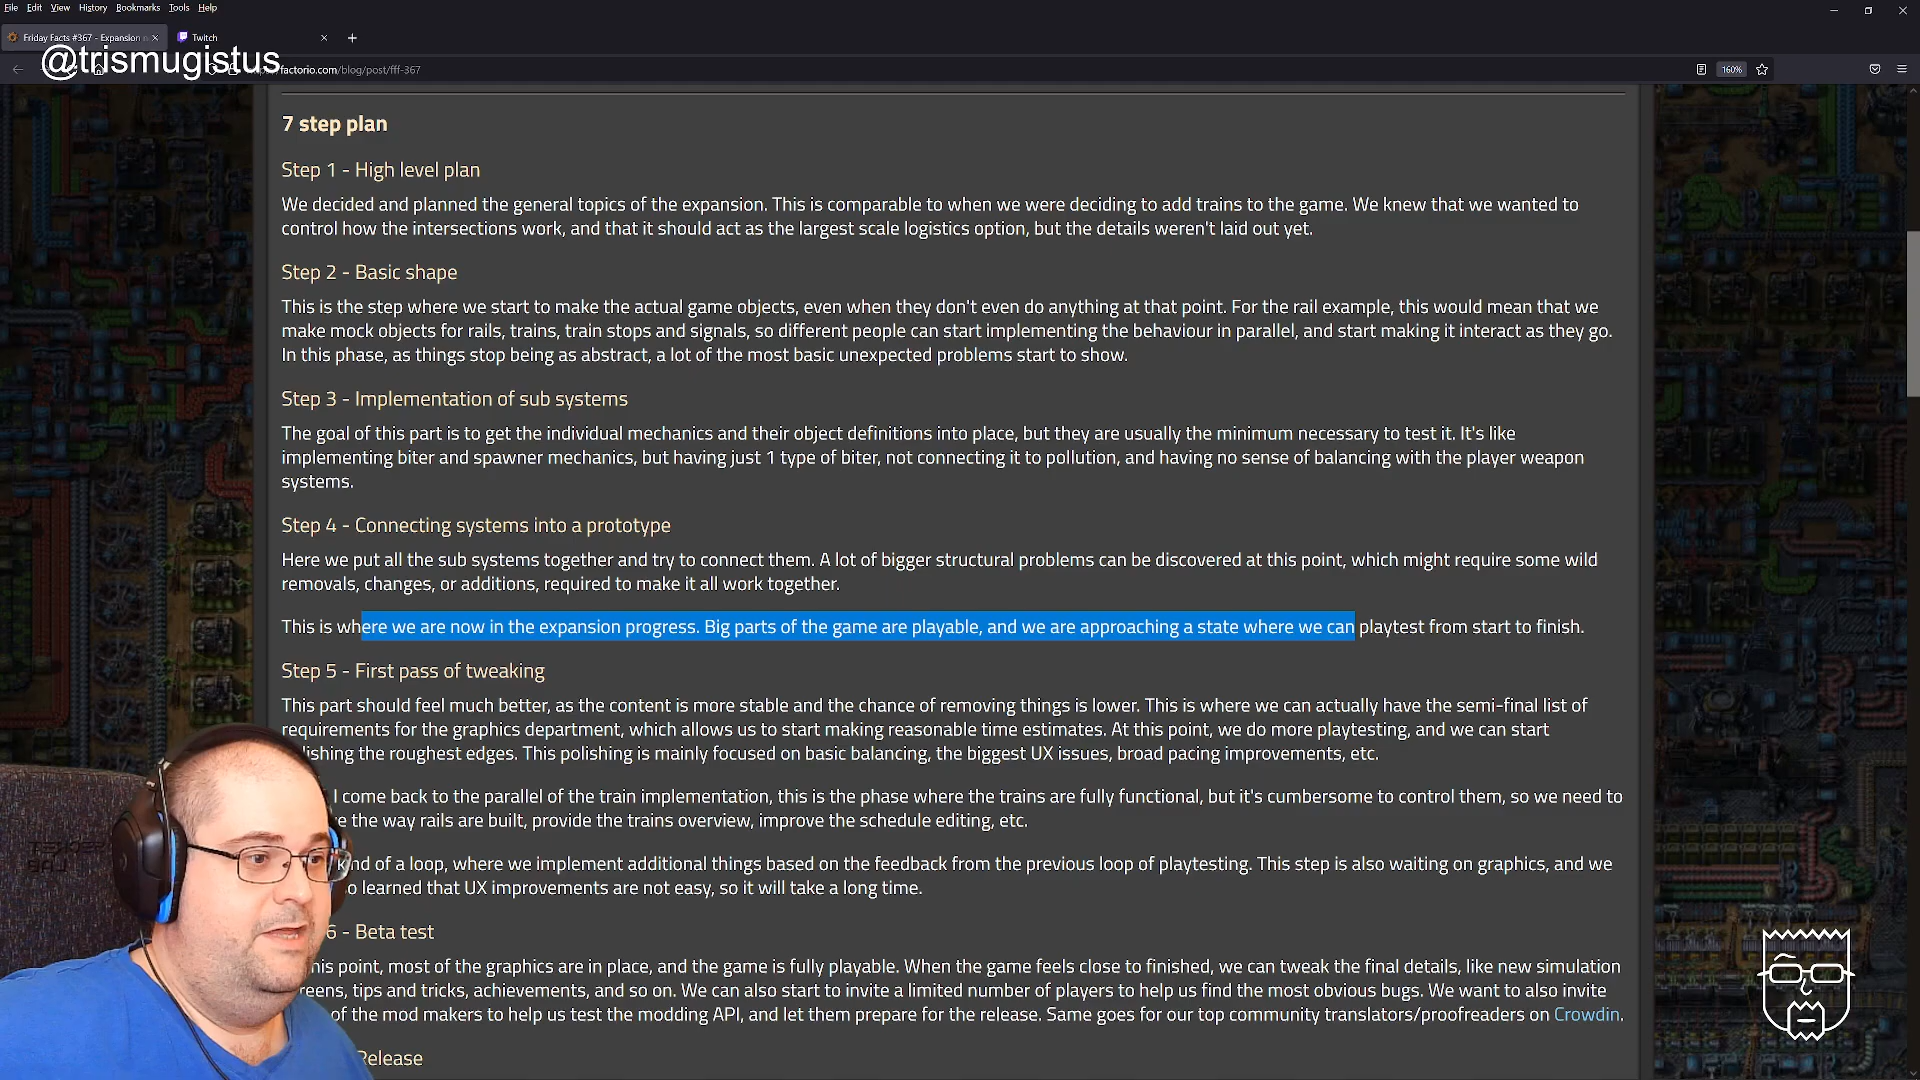 File Edit View History Bookmarks Tools Help
Friday Facts #367 - Expansion
Twitch
@trismugistus
factorio.com/blog/post/fff-367
160%
7 step plan
Step 1 - High level plan
We decided and planned the general topics of the expansion. This is comparable to when we were deciding to add trains to the game. We knew that we wanted to
control how the intersections work, and that it should act as the largest scale logistics option, but the details weren't laid out yet.
Step 2 - Basic shape
This is the step where we start to make the actual game objects, even when they don't even do anything at that point. For the rail example, this would mean that we
make mock objects for rails, trains, train stops and signals, so different people can start implementing the behaviour in parallel, and start making it interact as they go.
In this phase, as things stop being as abstract, a lot of the most basic unexpected problems start to show.
Step 3 - Implementation of sub systems
The goal of this part is to get the individual mechanics and their object definitions into place, but they are usually the minimum necessary to test it. It's like
implementing biter and spawner mechanics, but having just 1 type of biter, not connecting it to pollution, and having no sense of balancing with the player weapon
systems.
Step 4 - Connecting systems into a prototype
Here we put all the sub systems together and try to connect them. A lot of bigger structural problems can be discovered at this point, which might require some wild
removals, changes, or additions, required to make it all work together.
This is where we are now in the expansion progress. Big parts of the game are playable, and we are approaching a state where we can playtest from start to finish.
Step 5 - First pass of tweaking
This part should feel much better, as the content is more stable and the chance of removing things is lower. This is where we can actually have the semi-final list of
requirements for the graphics department, which allows us to start making reasonable time estimates. At this point, we do more playtesting, and we can start
ishing the roughest edges. This polishing is mainly focused on basic balancing, the biggest UX issues, broad pacing improvements, etc.
I come back to the parallel of the train implementation, this is the phase where the trains are fully functional, but it's cumbersome to control them, so we need to
the way rails are built, provide the trains overview, improve the schedule editing, etc.
kind of a loop, where we implement additional things based on the feedback from the previous loop of playtesting. This step is also waiting on graphics, and we
o learned that UX improvements are not easy, so it will take a long time.
6 - Beta test
his point, most of the graphics are in place, and the game is fully playable. When the game feels close to finished, we can tweak the final details, like new simulation
reens, tips and tricks, achievements, and so on. We can also start to invite a limited number of players to help us find the most obvious bugs. We want to also invite
of the mod makers to help us test the modding API, and let them prepare for the release. Same goes for our top community translators/proofreaders on Crowdin.
Release